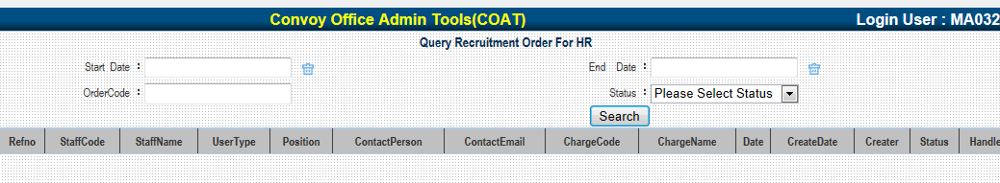 Convoy Office Admin Tools(COAT) Login User : MA032
Query Recruitment Order For HR
Start Date : End Date :
OrderCode : Status : Please Select Status
Search
Refno StaffCode StaffName UserType Position ContactPerson ContactEmail ChargeCode ChargeName Date CreateDate Creater Status Handle